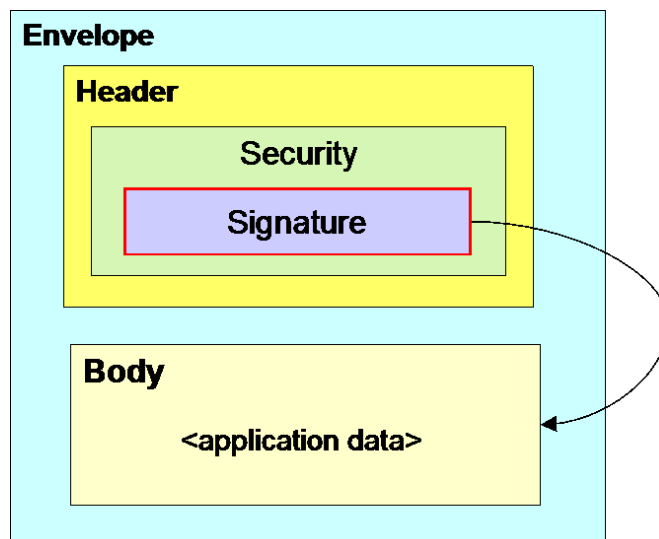 Envelope
Header
Security
Signature
Body
<application data>